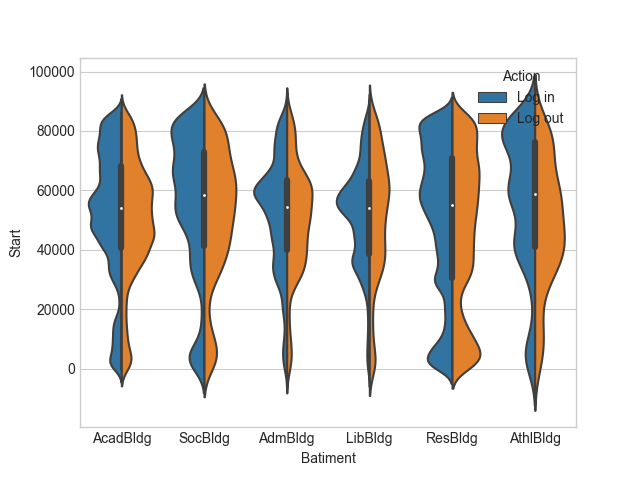 100000
80000
60000
40000
20000
0
Start
Action
Log in
Log out
AcadBldg SocBldg AdmBldg LibBldg ResBldg AthlBldg
Batiment